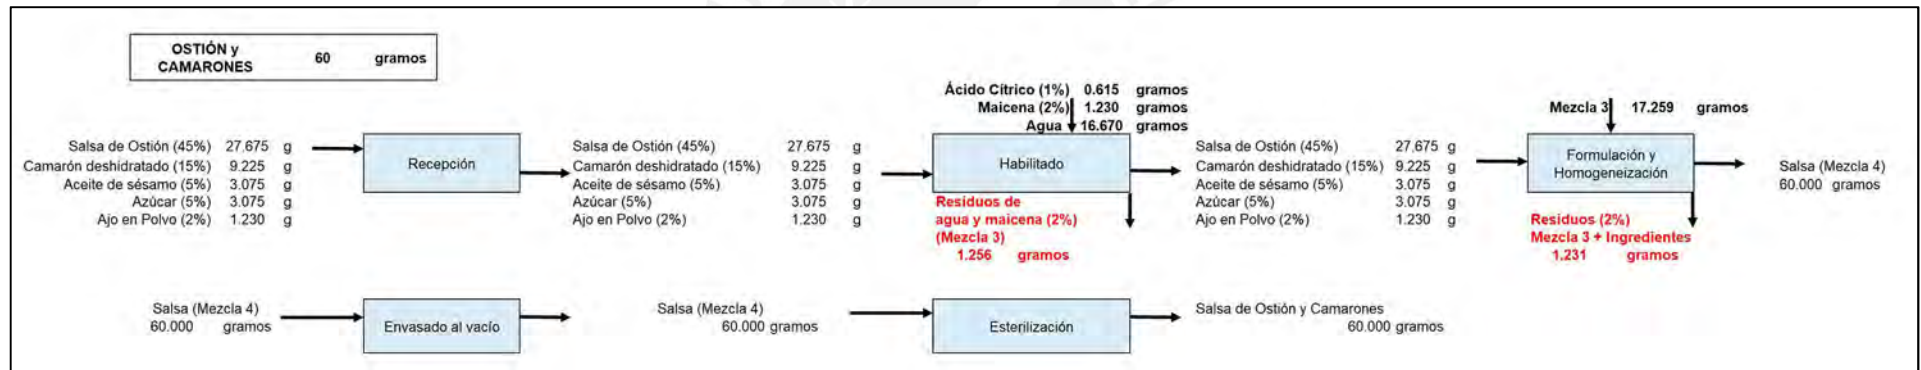 OSTIÓN y
CAMARONES 60 gramos
Salsa de Ostión (45%) 27.675 g
Camarón deshidratado (15%) 9.225 g
Aceite de sésamo (5%) 3.075 g
Azúcar (5%) 3.075 g
Ajo en Polvo (2%) 1.230 g
Recepción
Salsa de Ostión (45%) 27.675 g
Camarón deshidratado (15%) 9.225 g
Aceite de sésamo (5%) 3.075 g
Azúcar (5%) 3.075 g
Ajo en Polvo (2%) 1.230 g
Ácido Cítrico (1%) 0.615 gramos
Maicena (2%) 1.230 gramos
Agua 16.670 gramos
Habilitado
Residuos de
agua y maicena (2%)
(Mezcla 3)
1.256 gramos
Salsa de Ostión (45%) 27.675 g
Camarón deshidratado (15%) 9.225 g
Aceite de sésamo (5%) 3.075 g
Azúcar (5%) 3.075 g
Ajo en Polvo (2%) 1.230 g
Mezcla 3 17.259 gramos
Formulación y
Homogeneización
Residuos (2%)
Mezcla 3 + Ingredientes
1.231 gramos
Salsa (Mezcla 4)
60.000 gramos
Salsa (Mezcla 4)
60.000 gramos
Envasado al vacío
Salsa (Mezcla 4)
60.000 gramos
Esterilización
Salsa de Ostión y Camarones
60.000 gramos